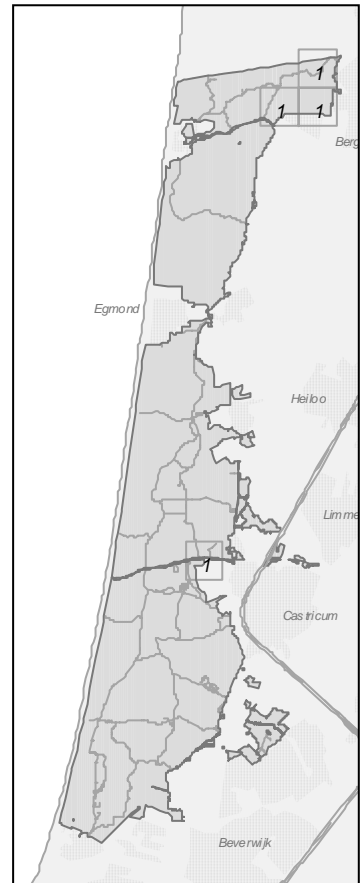 1
1 1
Berg
Egmond
Heiloo
Limme
1
Castricum
Beverwijk